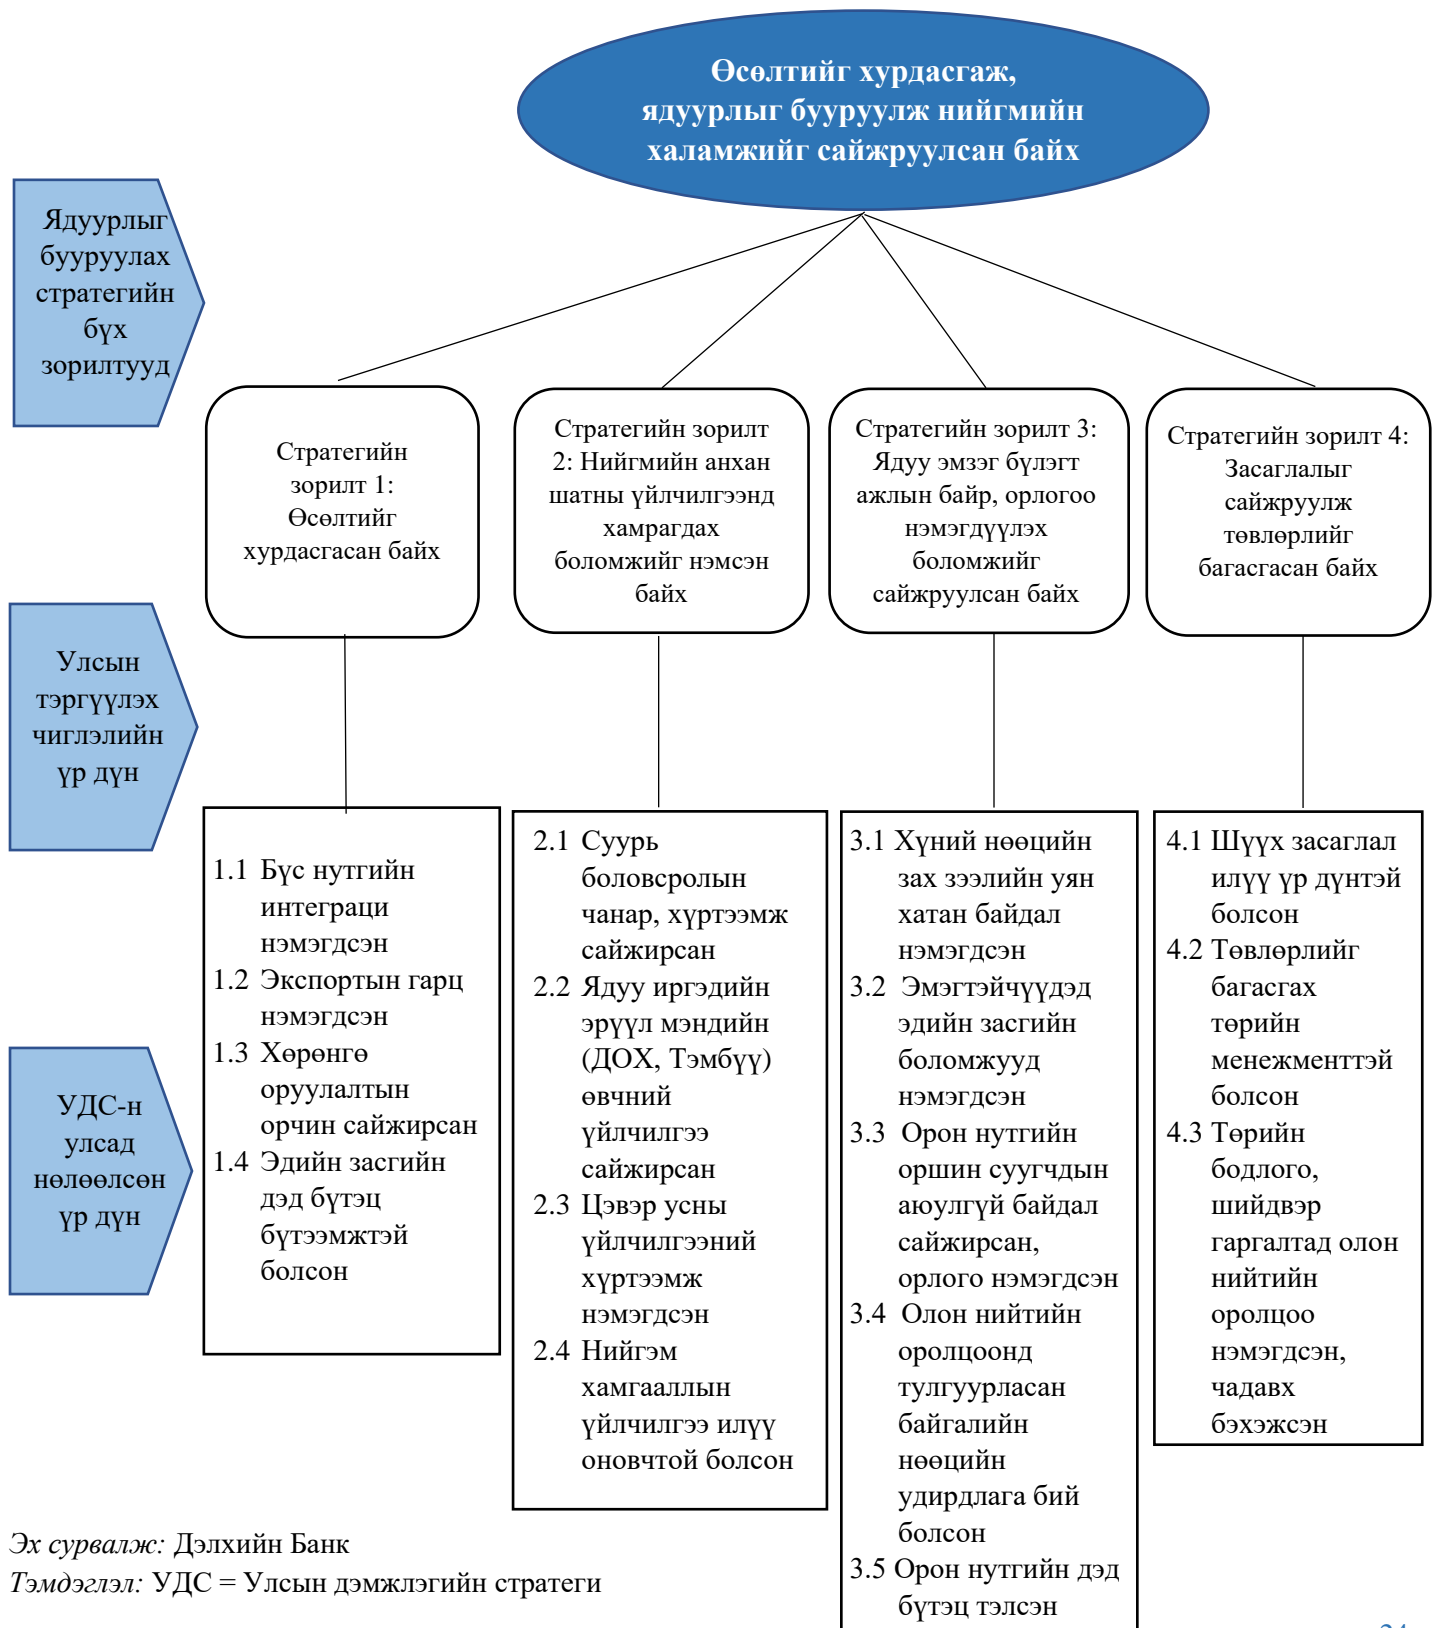 Өсөлтийг хурдасгаж,
ядуурлыг бууруулж нийгмийн
халамжийг сайжруулсан байх
Ядуурлыг
бууруулах
стратегийн
бүх
зорилтууд
Стратегийн
зорилт 1:
Өсөлтийг
хурдасгасан байх
Стратегийн зорилт
2: Нийгмийн анхан
шатны үйлчилгээнд
хамрагдах
боломжийг нэмсэн
байх
Стратегийн зорилт 3:
Ядуу эмзэг бүлэгт
ажлын байр, орлогоо
нэмэгдүүлэх
боломжийг
сайжруулсан байх
Стратегийн зорилт 4:
Засаглалыг
сайжруулж
төвлөрлийг
багасгасан байх
Улсын
тэргүүлэх
чиглэлийн
үр дүн
УДС-н
улсад
нөлөөлсөн
үр дүн
1.1 Бүс нутгийн
интеграци
нэмэгдсэн
1.2 Экспортын гарц
нэмэгдсэн
1.3 Хөрөнгө
оруулалтын
орчин сайжирсан
1.4 Эдийн засгийн
дэд бүтэц
бүтээмжтэй
болсон
2.1 Суурь
боловсролын
чанар, хүртээмж
сайжирсан
2.2 Ядуу иргэдийн
эрүүл мэндийн
(ДОХ, Тэмбүү)
өвчний
үйлчилгээ
сайжирсан
2.3 Цэвэр усны
үйлчилгээний
хүртээмж
нэмэгдсэн
2.4 Нийгэм
хамгааллын
үйлчилгээ илүү
оновчтой болсон
3.1 Хүний нөөцийн
зах зээлийн уян
хатан байдал
нэмэгдсэн
3.2 Эмэгтэйчүүдэд
эдийн засгийн
боломжууд
нэмэгдсэн
3.3 Орон нутгийн
оршин суугчдын
аюулгүй байдал
сайжирсан,
орлого нэмэгдсэн
3.4 Олон нийтийн
оролцоонд
тулгуурласан
байгалийн
нөөцийн
удирдлага бий
болсон
3.5 Орон нутгийн дэд
бүтэц тэлсэн
4.1 Шүүх засаглал
илүү үр дүнтэй
болсон
4.2 Төвлөрлийг
багасгах
төрийн
менежменттэй
болсон
4.3 Төрийн
бодлого,
шийдвэр
гаргалтад олон
нийтийн
оролцоо
нэмэгдсэн,
чадавх
бэхэжсэн
Эх сурвалж: Дэлхийн Банк
Тэмдэглэл: УДС = Улсын дэмжлэгийн стратеги